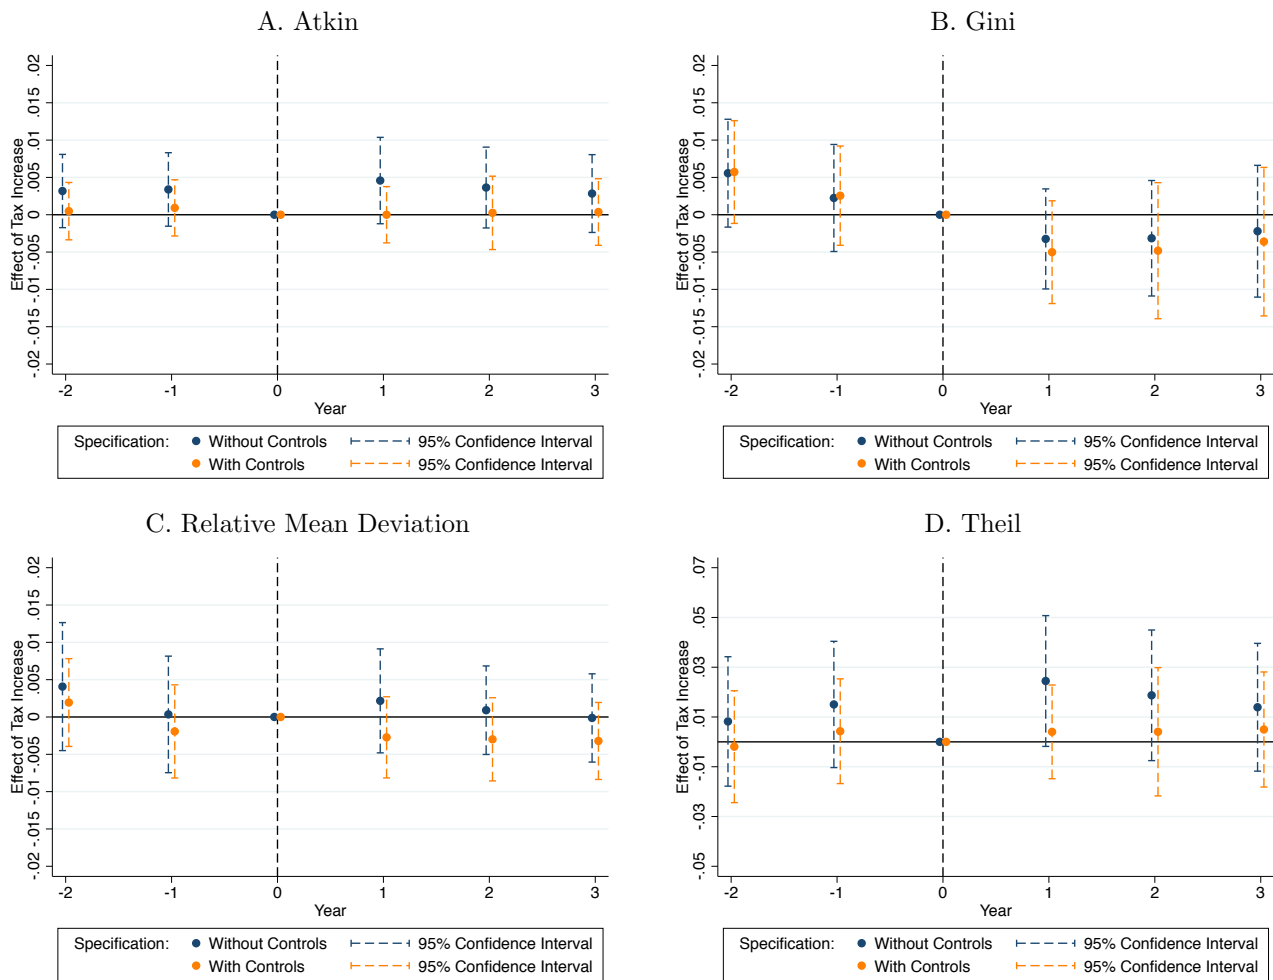 A. Atkin
Effect of Tax Increase
.02
.015
.01
.005
0
-.005
-.01
-.015
-.02
-2 -1 0 1 2 3
Year
Specification: Without Controls 95% Confidence Interval
With Controls 95% Confidence Interval
B. Gini
Effect of Tax Increase
.02
.015
.01
.005
0
-.005
-.01
-.015
-.02
-2 -1 0 1 2 3
Year
Specification: Without Controls 95% Confidence Interval
With Controls 95% Confidence Interval
C. Relative Mean Deviation
Effect of Tax Increase
.02
.015
.01
.005
0
-.005
-.01
-.015
-.02
-2 -1 0 1 2 3
Year
Specification: Without Controls 95% Confidence Interval
With Controls 95% Confidence Interval
D. Theil
Effect of Tax Increase
.07
.05
.03
.01
-.01
-.03
-.05
-2 -1 0 1 2 3
Year
Specification: Without Controls 95% Confidence Interval
With Controls 95% Confidence Interval